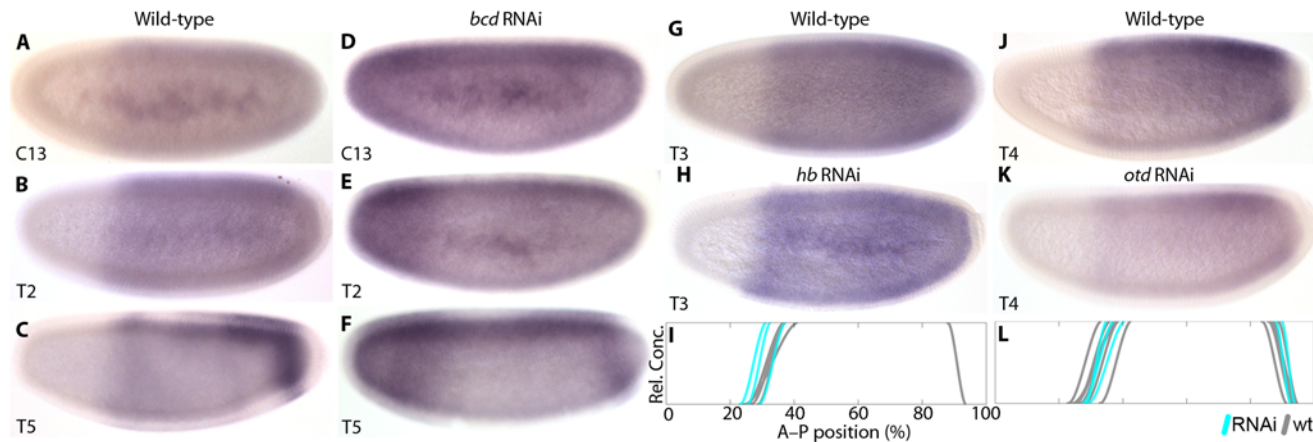 Wild-type
bcd RNAi
Wild-type
Wild-type
A
D
G
J
C13
C13
T3
T4
B
E
H
hb RNAi
K
otd RNAi
T2
T2
T3
T4
C
F
I
L
T5
T5
Rel. Conc.
0 20 40 60 80 100
A–P position (%)
RNAi wt